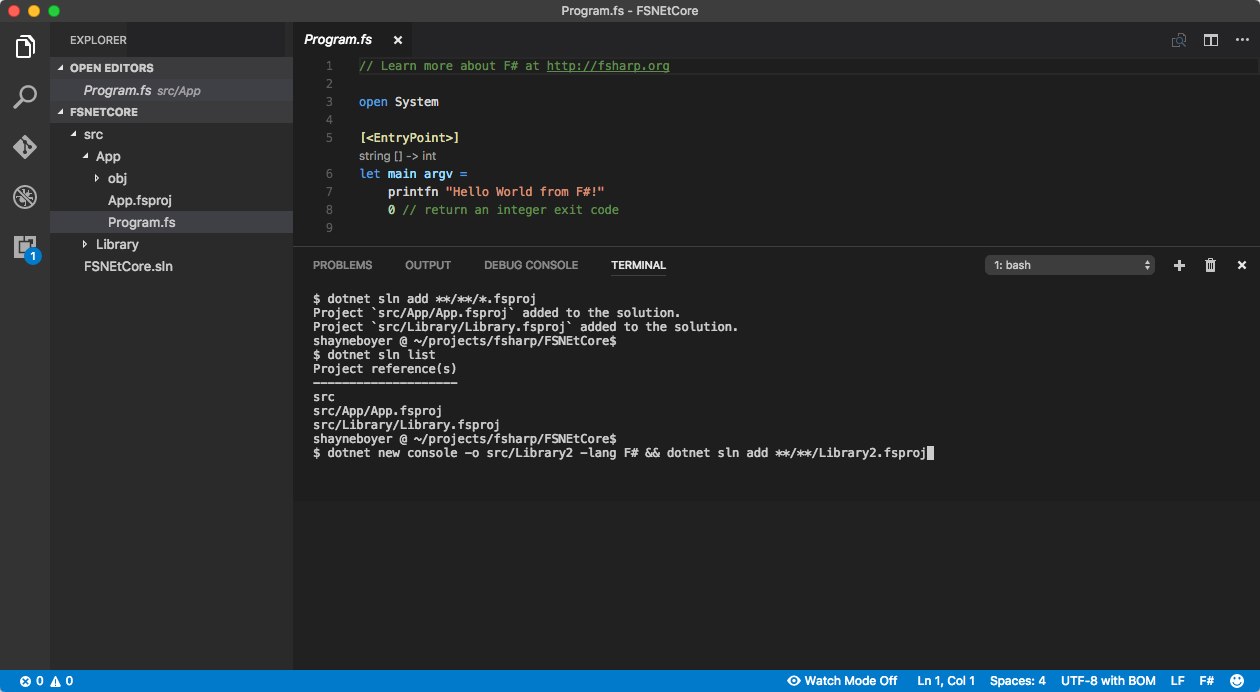 Program.fs - FSNEtCore
EXPLORER
OPEN EDITORS
Program.fs src/App
FSNETCORE
src
App
obj
App.fsproj
Program.fs
Library
FSNEtCore.sln
1
Program.fs
1 // Learn more about F# at http://fsharp.org
2
3 open System
4
5 [<EntryPoint>]
string [] -> int
6 let main argv =
7 printfn "Hello World from F#!"
8 0 // return an integer exit code
9
PROBLEMS OUTPUT DEBUG CONSOLE TERMINAL 1: bash
$ dotnet sln add **/**/*.fsproj
Project `src/App/App.fsproj` added to the solution.
Project `src/Library/Library.fsproj` added to the solution.
shayneboyer @ ~/projects/fsharp/FSNEtCore$
$ dotnet sln list
Project reference(s)
--------------------
src
src/App/App.fsproj
src/Library/Library.fsproj
shayneboyer @ ~/projects/fsharp/FSNEtCore$
$ dotnet new console -o src/Library2 -lang F# && dotnet sln add **/**/Library2.fsproj
0 0 Watch Mode Off Ln 1, Col 1 Spaces: 4 UTF-8 with BOM LF F#